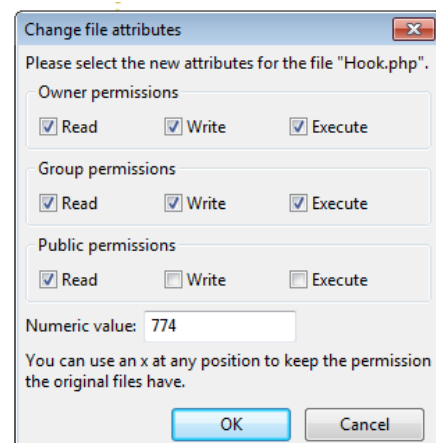 Change file attributes
Please select the new attributes for the file "Hook.php".
Owner permissions
Read Write Execute
Group permissions
Read Write Execute
Public permissions
Read Write Execute
Numeric value: 774
You can use an x at any position to keep the permission
the original files have.
OK Cancel